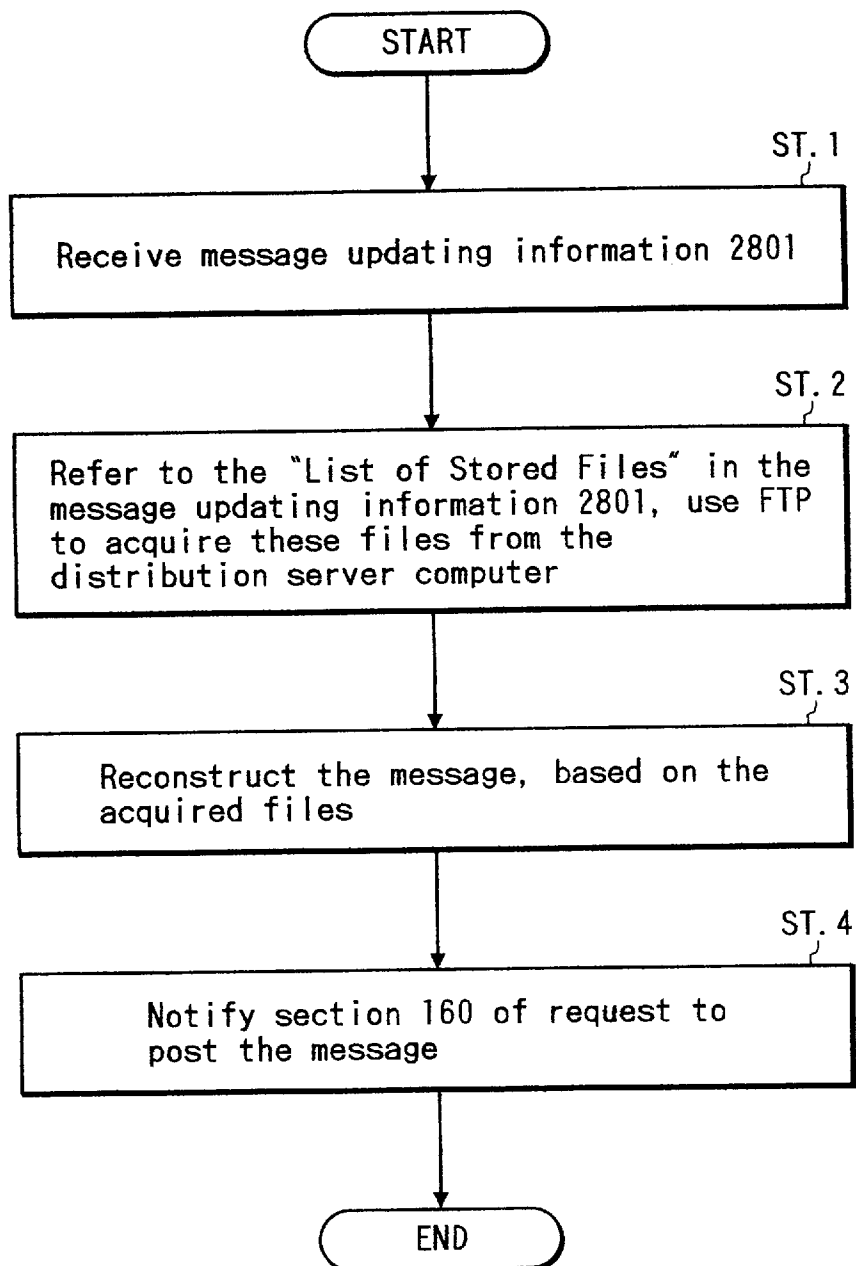 START
ST. 1
Receive message updating information 2801
ST. 2
Refer to the "List of Stored Files" in the
message updating information 2801, use FTP
to acquire these files from the
distribution server computer
ST. 3
Reconstruct the message, based on the
acquired files
ST. 4
Notify section 160 of request to
post the message
END